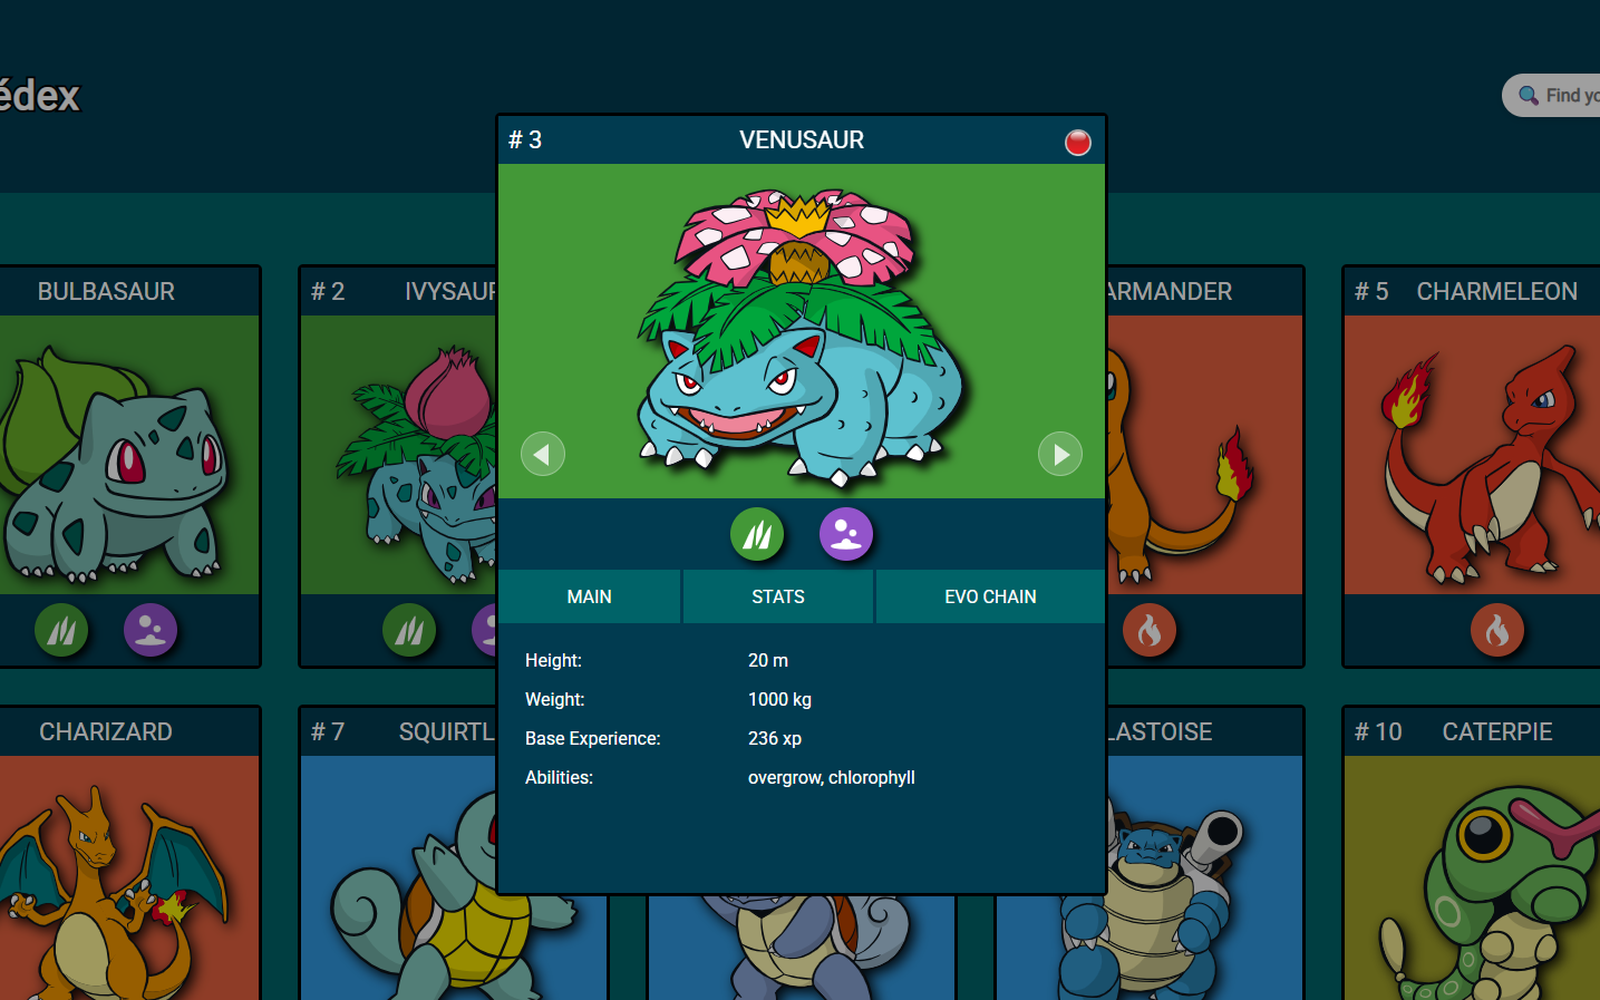 édex
Find yo
# 3 VENUSAUR
BULBASAUR
# 2 IVYSAUR
ARMANDER
# 5 CHARMELEON
MAIN STATS EVO CHAIN
Height: 20 m
Weight: 1000 kg
Base Experience: 236 xp
Abilities: overgrow, chlorophyll
CHARIZARD
# 7 SQUIRTL
LASTOISE
# 10 CATERPIE